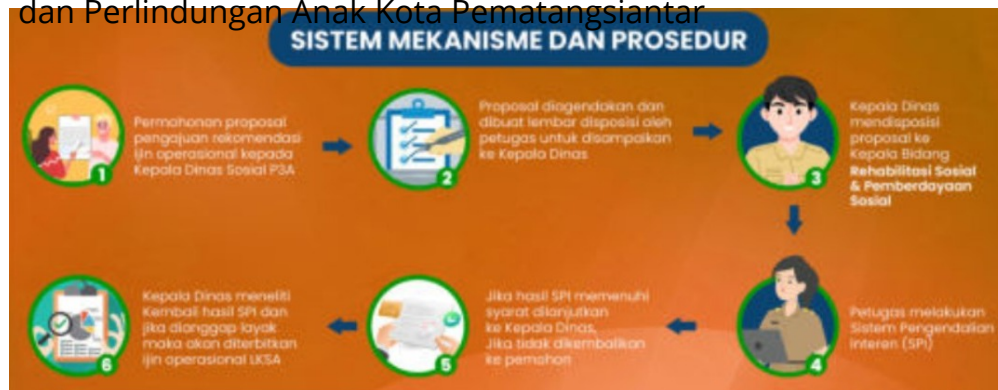 dan Perlindungan Anak Kota Pematangsiantar
SISTEM MEKANISME DAN PROSEDUR
Permohonan proposal
pengajuan rekomendasi
ijin operasional kepada
Kepala Dinas Sosial P3A
1
Proposal diagendakan dan
dibuat lembar disposisi oleh
petugas untuk disampaikan
ke Kepala Dinas
2
Kepala Dinas
mendisposisi
proposal ke
Kepala Bidang
Rehabilitasi Sosial
& Pemberdayaan
Sosial
3
Petugas melakukan
Sistem Pengendalian
interen (SPI)
4
Jika hasil SPI memenuhi
syarat dilanjutkan
ke Kepala Dinas,
Jika tidak dikembalikan
ke pemohon
5
Kepala Dinas meneliti
Kembali hasil SPI dan
jika dianggap layak
maka akan diterbitkan
ijin operasional LKSA
6